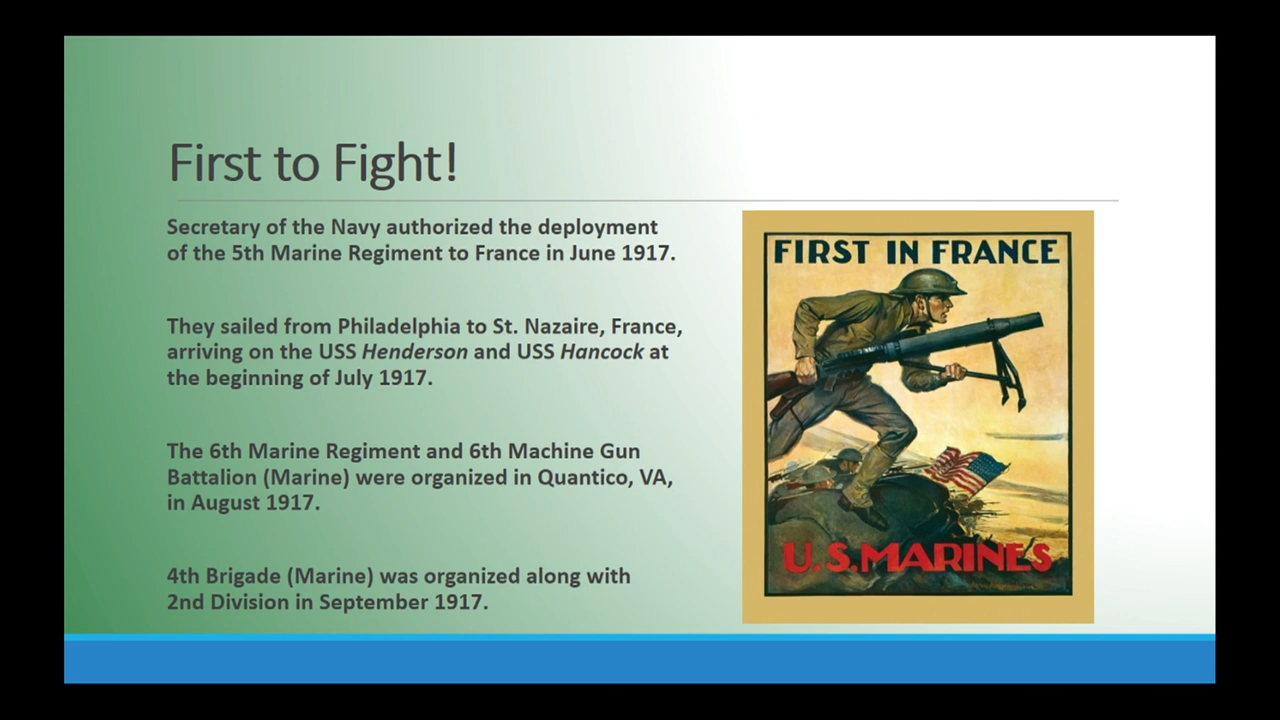 First to Fight!
Secretary of the Navy authorized the deployment
of the 5th Marine Regiment to France in June 1917.
They sailed from Philadelphia to St. Nazaire, France,
arriving on the USS Henderson and USS Hancock at
the beginning of July 1917.
The 6th Marine Regiment and 6th Machine Gun
Battalion (Marine) were organized in Quantico, VA,
in August 1917.
4th Brigade (Marine) was organized along with
2nd Division in September 1917.
FIRST IN FRANCE
U.S.MARINES